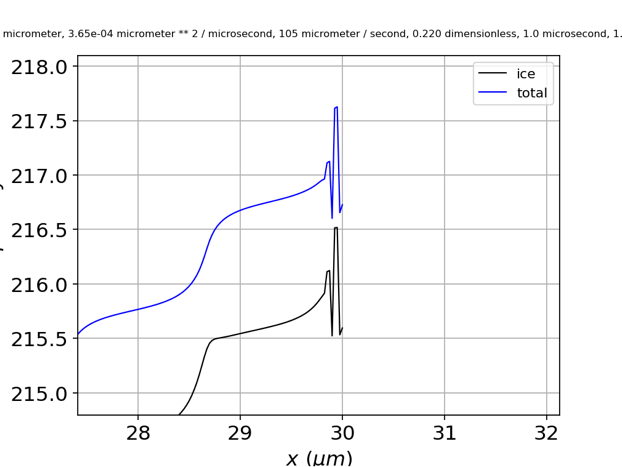 micrometer, 3.65e-04 micrometer ** 2 / microsecond, 105 micrometer / second, 0.220 dimensionless, 1.0 microsecond, 1.
218.0
217.5
217.0
216.5
216.0
215.5
215.0
ice
total
28 29 30 31 32
x (μm)